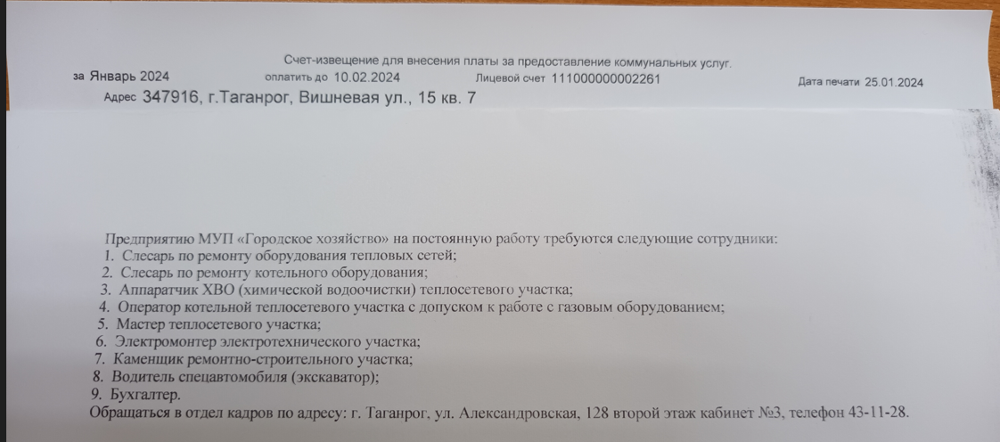 Счет-извещение для внесения платы за предоставление коммунальных услуг.
за Январь 2024 оплатить до 10.02.2024 Лицевой счет 111000000002261 Дата печати 25.01.2024
Адрес 347916, г.Таганрог, Вишневая ул., 15 кв. 7
Предприятию МУП «Городское хозяйство» на постоянную работу требуются следующие сотрудники:
1. Слесарь по ремонту оборудования тепловых сетей;
2. Слесарь по ремонту котельного оборудования;
3. Аппаратчик ХВО (химической водоочистки) теплосетевого участка;
4. Оператор котельной теплосетевого участка с допуском к работе с газовым оборудованием;
5. Мастер теплосетевого участка;
6. Электромонтер электротехнического участка;
7. Каменщик ремонтно-строительного участка;
8. Водитель спецавтомобиля (экскаватор);
9. Бухгалтер.
Обращаться в отдел кадров по адресу: г. Таганрог, ул. Александровская, 128 второй этаж кабинет №3, телефон 43-11-28.